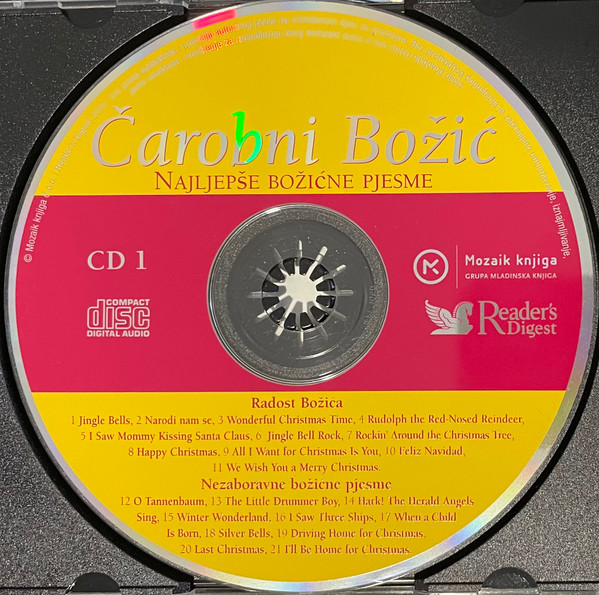 Čarobni Božić
NAJLJEPŠE BOŽIĆNE PJESME
© Mozaik knjiga
iznajmljivanje,
CD 1
COMPACT
disc
DIGITAL AUDIO
Mozaik knjiga
GRUPA MLADINSKA KNJIGA
Reader's
Digest
Radost Božica
1 Jingle Bells, 2 Narodi nam se, 3 Wonderful Christmas Time, 4 Rudolph the Red-Nosed Reindeer,
5 I Saw Mommy Kissing Santa Claus, 6 Jingle Bell Rock, 7 Rockin' Around the Christmas Tree,
8 Happy Christmas, 9 All I Want for Christmas Is You, 10 Feliz Navidad,
11 We Wish You a Merry Christmas.
Nezaboravne božicne pjesme
12 O Tannenbaum, 13 The Little Drummer Boy, 14 Hark! The Herald Angels
Sing, 15 Winter Wonderland, 16 I Saw Three Ships, 17 When a Child
Is Born, 18 Silver Bells, 19 Driving Home for Christmas,
20 Last Christmas, 21 I'll Be Home for Christmas.